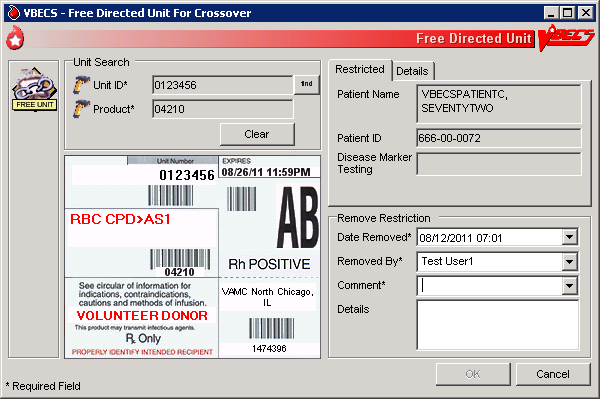 VBECS - Free Directed Unit For Crossover
Free Directed Unit
VBECS
FREE UNIT
Unit Search
Unit ID*
0123456
find
Product*
04210
Clear
Unit Number
0123456
EXPIRES
08/26/11 11:59PM
RBC CPD>AS1
04210
AB
Rh POSITIVE
See circular of information for
indications, contraindications,
cautions and methods of infusion.
VOLUNTEER DONOR
This product may transmit infectious agents.
Rx Only
PROPERLY IDENTIFY INTENDED RECIPIENT
VAMC North Chicago,
IL
1474396
Restricted
Details
Patient Name
VBECSPATIENTC,
SEVENTYTWO
Patient ID
666-00-0072
Disease Marker
Testing
Remove Restriction
Date Removed*
08/12/2011 07:01
Removed By*
Test User1
Comment*
Details
OK
Cancel
* Required Field